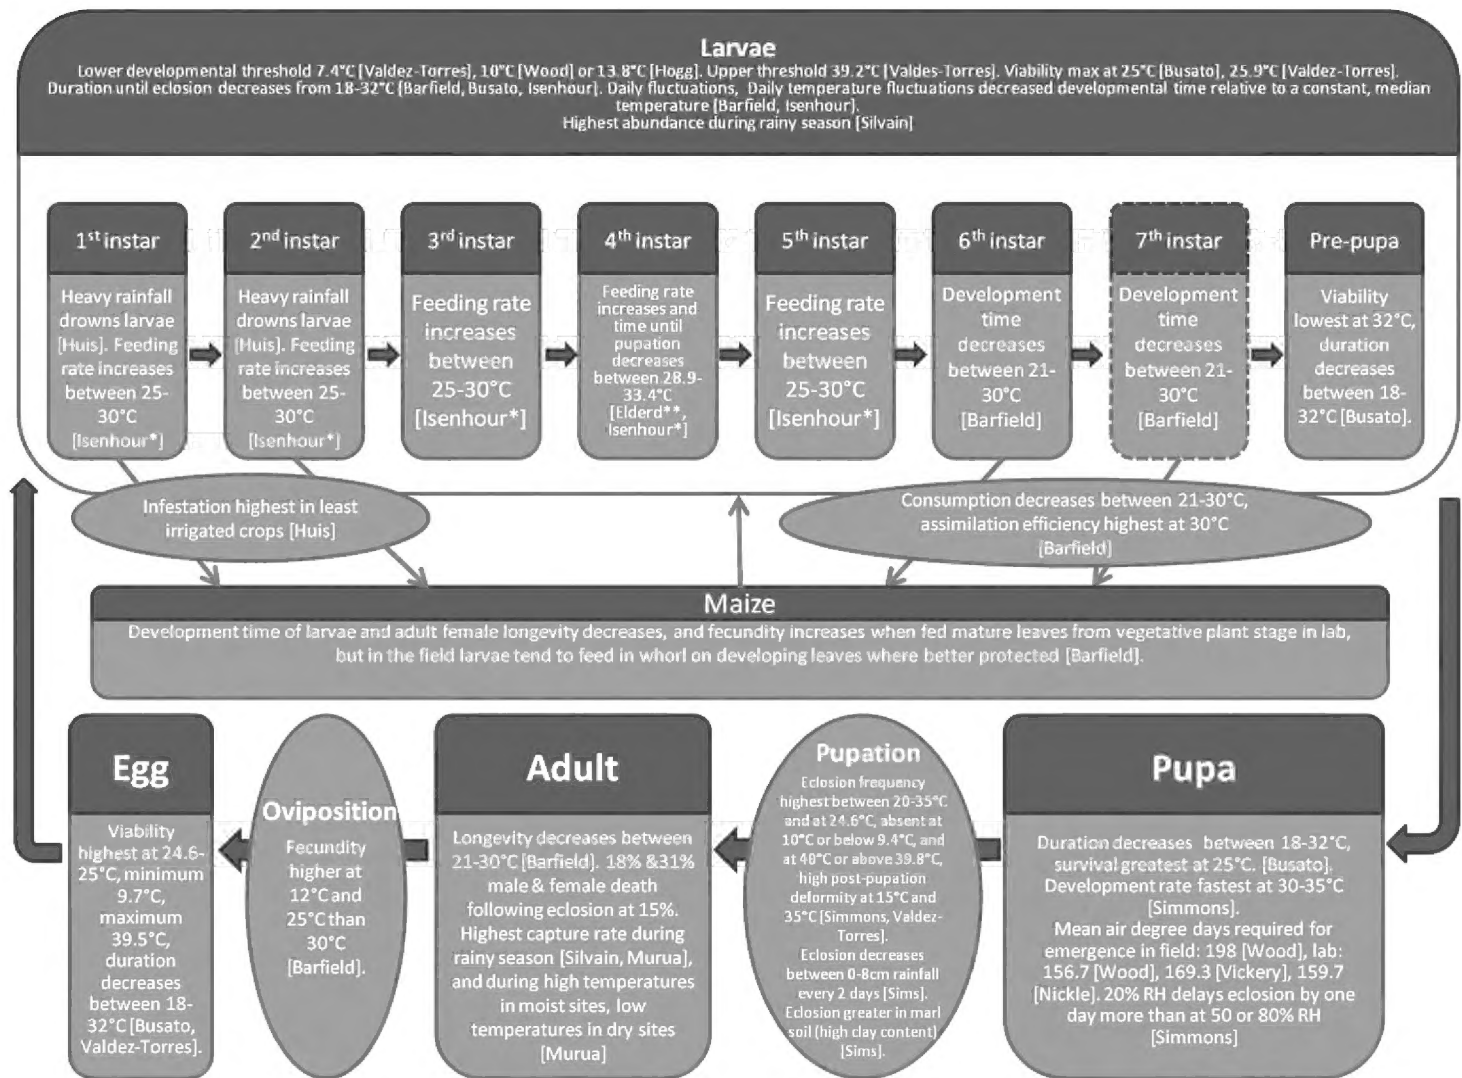 Larvae
Lower developmental threshold 7.4°C [Valdez-Torres], 10°C [Wood] or 13.8°C [Hogg]. Upper threshold 39.2°C [Valdes-Torres]. Viability max at 25°C [Busato], 25.9°C [Valdez-Torres].
Duration until eclosion decreases from 18-32°C [Barfield, Busato, Isenhour]. Daily fluctuations, Daily temperature fluctuations decreased developmental time relative to a constant, median
temperature [Barfield, Isenhour].
Highest abundance during rainy season [Silvain]
1st instar
Heavy rainfall
drowns larvae
[Huis]. Feeding
rate increases
between 25-
30°C
[Isenhour*]
2nd instar
Heavy rainfall
drowns larvae
[Huis]. Feeding
rate increases
between 25-
30°C
[Isenhour*]
3rd instar
Feeding rate
increases
between
25-30°C
[Isenhour*]
4th instar
Feeding rate
increases and
time until
pupation
decreases
between 28.9-
33.4°C
[Elderd**,
Isenhour*]
5th instar
Feeding rate
increases
between
25-30°C
[Isenhour*]
6th instar
Development
time
decreases
between 21-
30°C
[Barfield]
7th instar
Development
time
decreases
between 21-
30°C
[Barfield]
Pre-pupa
Viability
lowest at 32°C,
duration
decreases
between 18-
32°C [Busato].
Infestation highest in least
irrigated crops [Huis]
Consumption decreases between 21-30°C,
assimilation efficiency highest at 30°C
[Barfield]
Maize
Development time of larvae and adult female longevity decreases, and fecundity increases when fed mature leaves from vegetative plant stage in lab,
but in the field larvae tend to feed in whorl on developing leaves where better protected [Barfield].
Egg
Viability
highest at 24.6-
25°C, minimum
9.7°C,
maximum
39.5°C,
duration
decreases
between 18-
32°C [Busato,
Valdez-Torres].
Oviposition
Fecundity
higher at
12°C and
25°C than
30°C
[Barfield].
Adult
Longevity decreases between
21-30°C [Barfield]. 18% &31%
male & female death
following eclosion at 15%.
Highest capture rate during
rainy season [Silvain, Murua],
and during high temperatures
in moist sites, low
temperatures in dry sites
[Murua]
Pupation
Eclosion frequency
highest between 20-35°C
and at 24.6°C, absent at
10°C or below 9.4°C, and
at 40°C or above 39.8°C,
high post-pupation
deformity at 15°C and
35°C [Simmons, Valdez-
Torres].
Eclosion decreases
between 0-8cm rainfall
every 2 days [Sims].
Eclosion greater in marl
soil (high clay content)
[Sims].
Pupa
Duration decreases between 18-32°C,
survival greatest at 25°C. [Busato].
Development rate fastest at 30-35°C
[Simmons].
Mean air degree days required for
emergence in field: 198 [Wood], lab:
156.7 [Wood], 169.3 [Vickery], 159.7
[Nickle]. 20% RH delays eclosion by one
day more than at 50 or 80% RH
[Simmons]